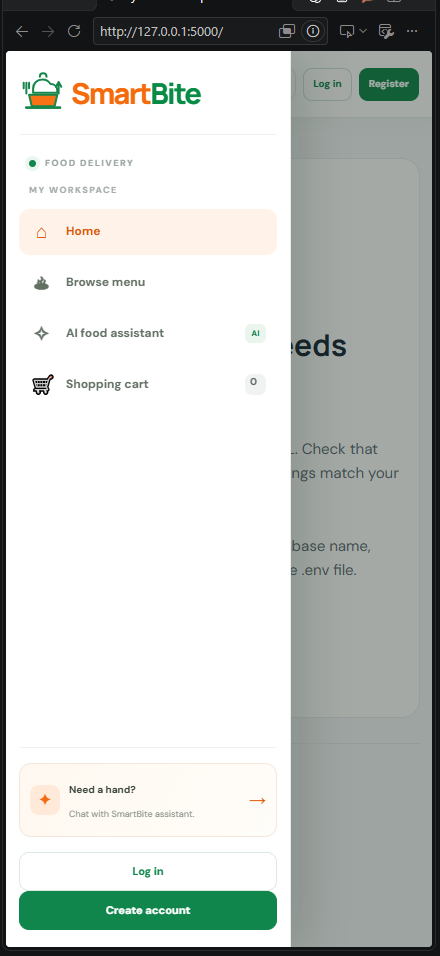 http://127.0.0.1:5000/
SmartBite
Log in
Register
FOOD DELIVERY
MY WORKSPACE
Home
Browse menu
AI food assistant
AI
Shopping cart
0
eeds
. Check that
ngs match your
base name,
e .env file.
Need a hand?
Chat with SmartBite assistant.
→
Log in
Create account